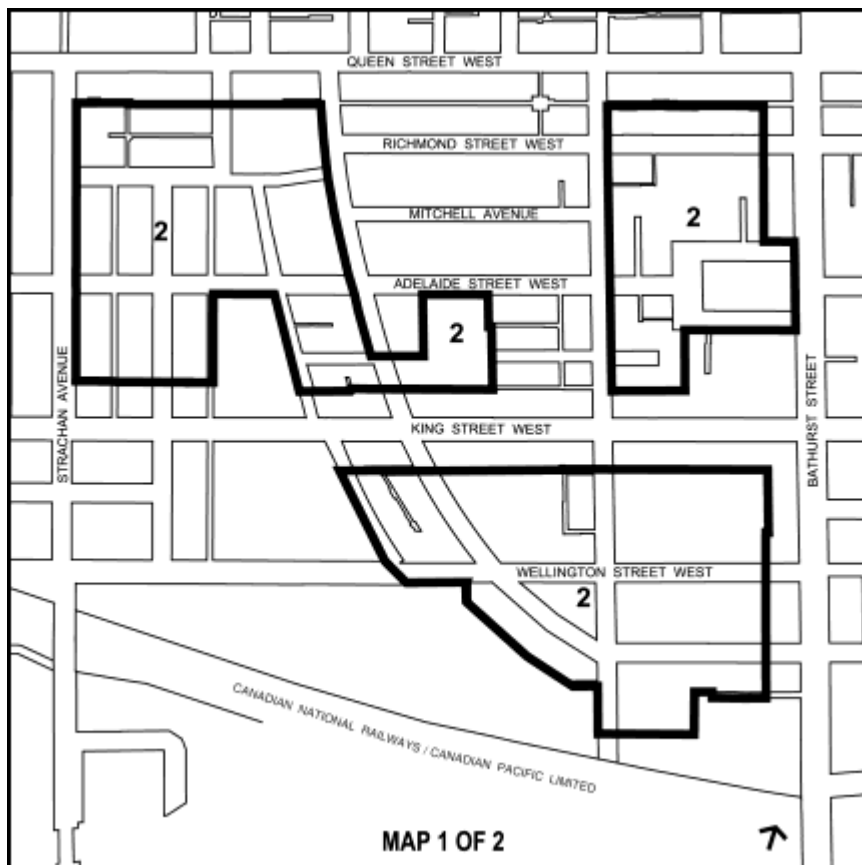 QUEEN STREET WEST
RICHMOND STREET WEST
MITCHELL AVENUE
2
2
ADELAIDE STREET WEST
2
STRACHAN AVENUE
BATHURST STREET
KING STREET WEST
WELLINGTON STREET WEST
2
CANADIAN NATIONAL RAILWAYS / CANADIAN PACIFIC LIMITED
MAP 1 OF 2